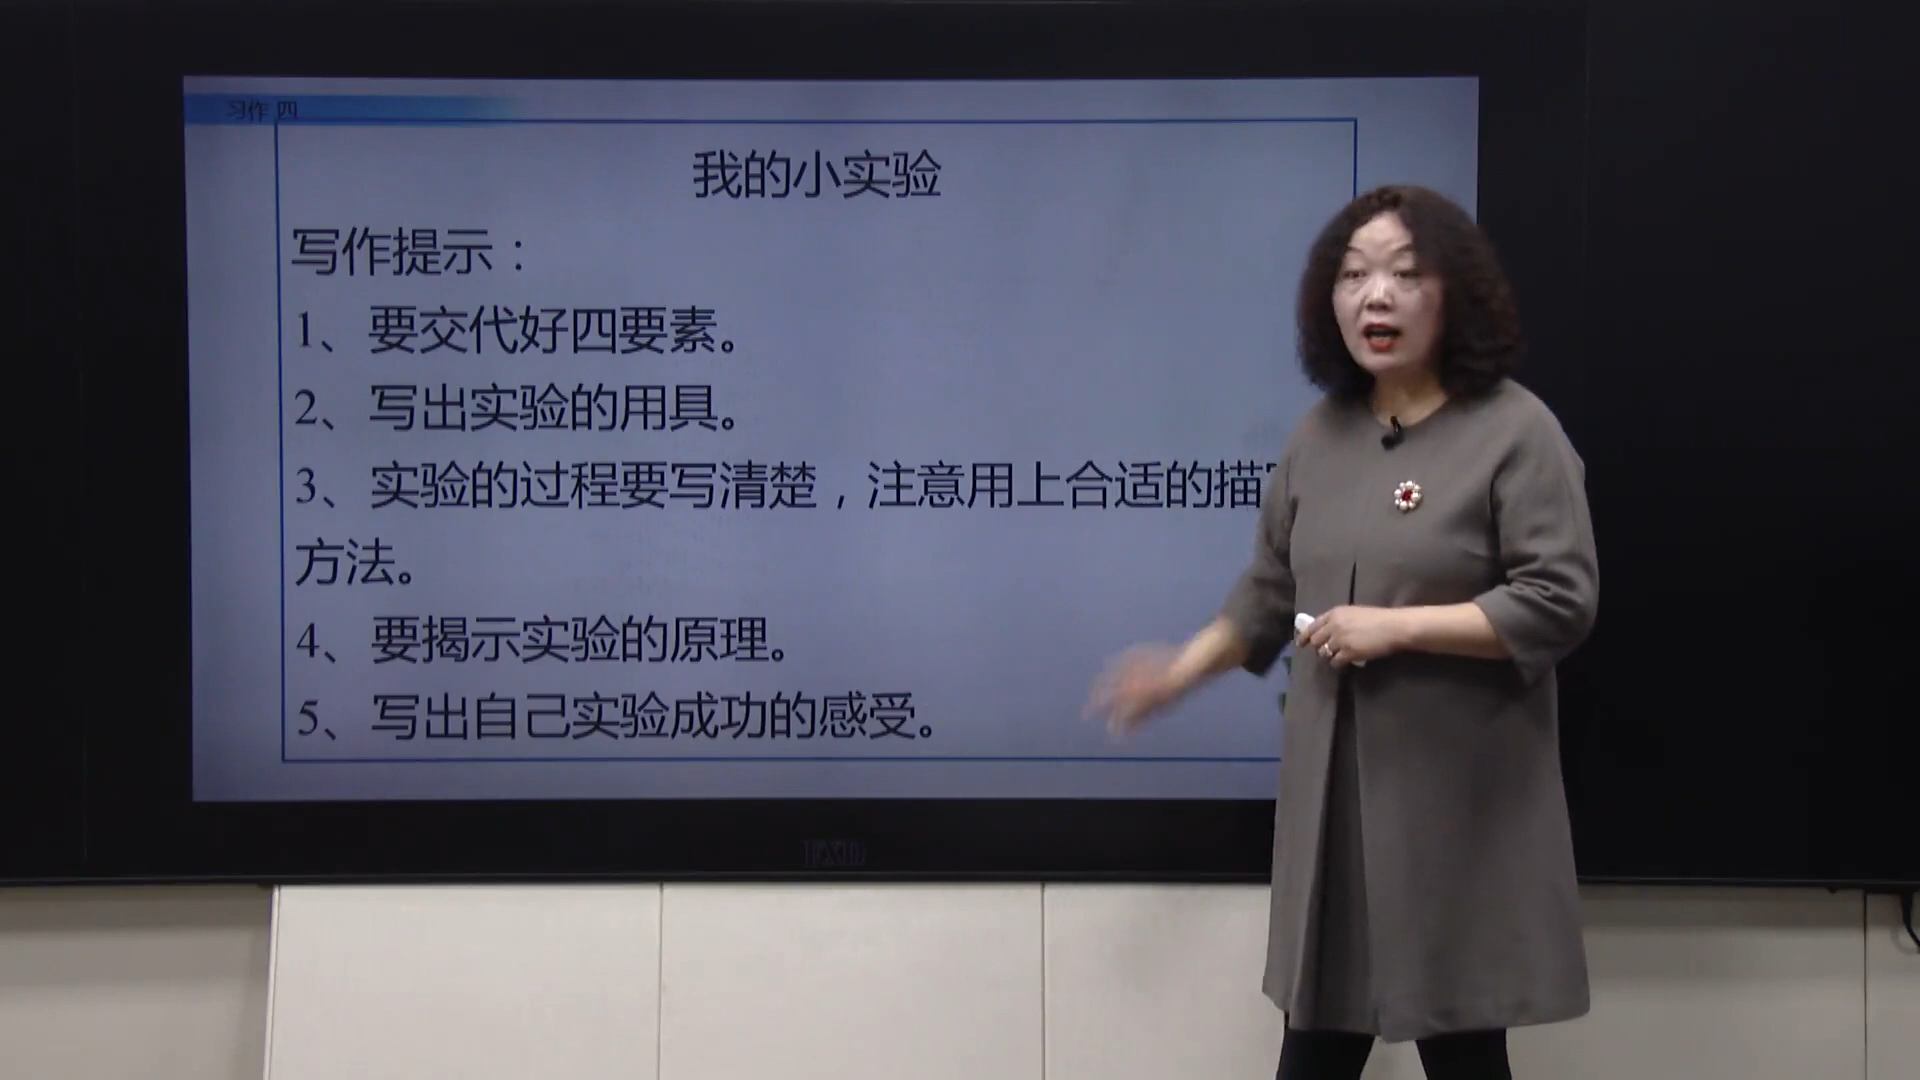 习作 四
我的小实验
写作提示：
1、要交代好四要素。
2、写出实验的用具。
3、实验的过程要写清楚，注意用上合适的描
方法。
4、要揭示实验的原理。
5、写出自己实验成功的感受。